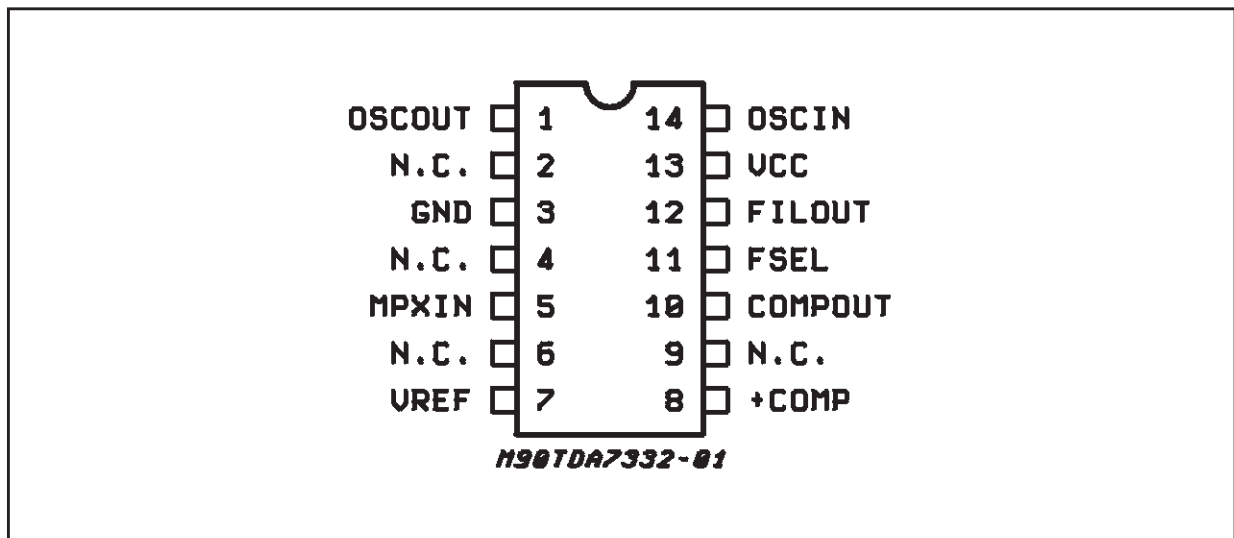 OSCOUT 1 14 OSCIN
N.C. 2 13 VCC
GND 3 12 FILOUT
N.C. 4 11 FSEL
MPXIN 5 10 COMPOUT
N.C. 6 9 N.C.
VREF 7 8 +COMP
M90TDA7332-01